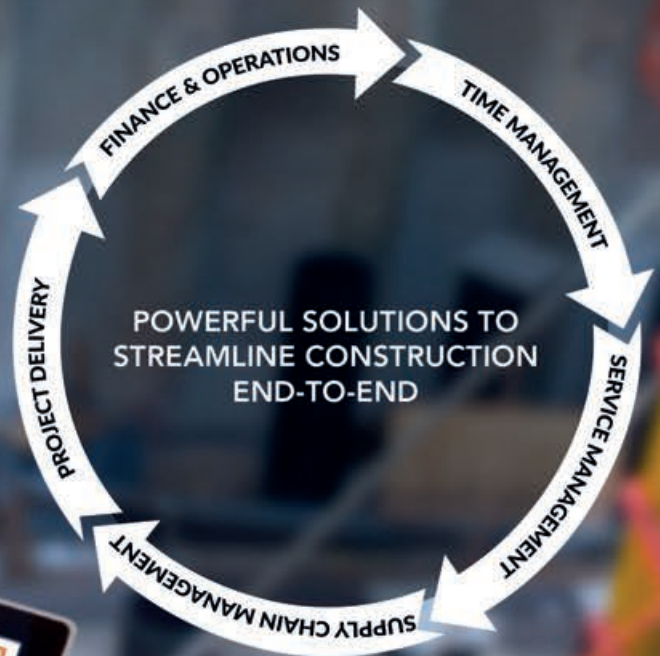 FINANCE & OPERATIONS
TIME MANAGEMENT
SERVICE MANAGEMENT
SUPPLY CHAIN MANAGEMENT
PROJECT DELIVERY
POWERFUL SOLUTIONS TO
STREAMLINE CONSTRUCTION
END-TO-END